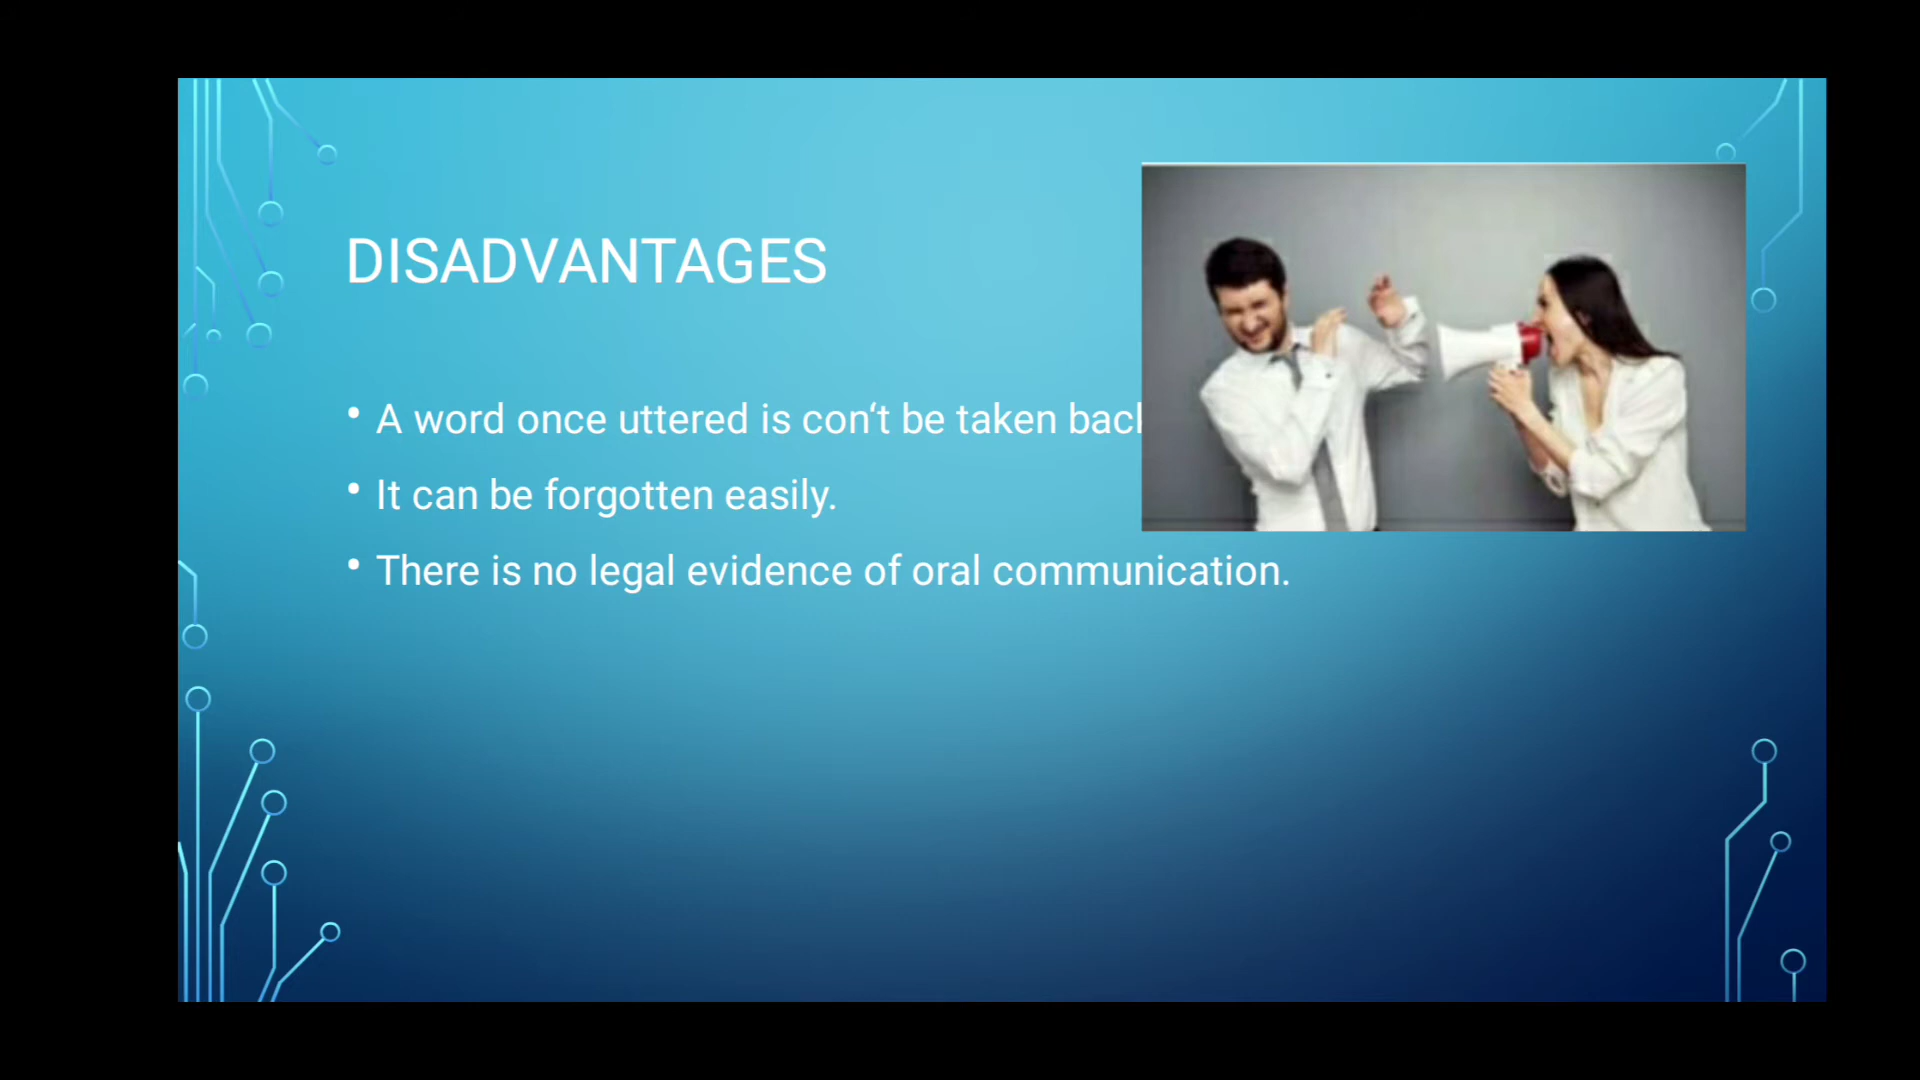 DISADVANTAGES
• A word once uttered is con‘t be taken back
• It can be forgotten easily.
• There is no legal evidence of oral communication.